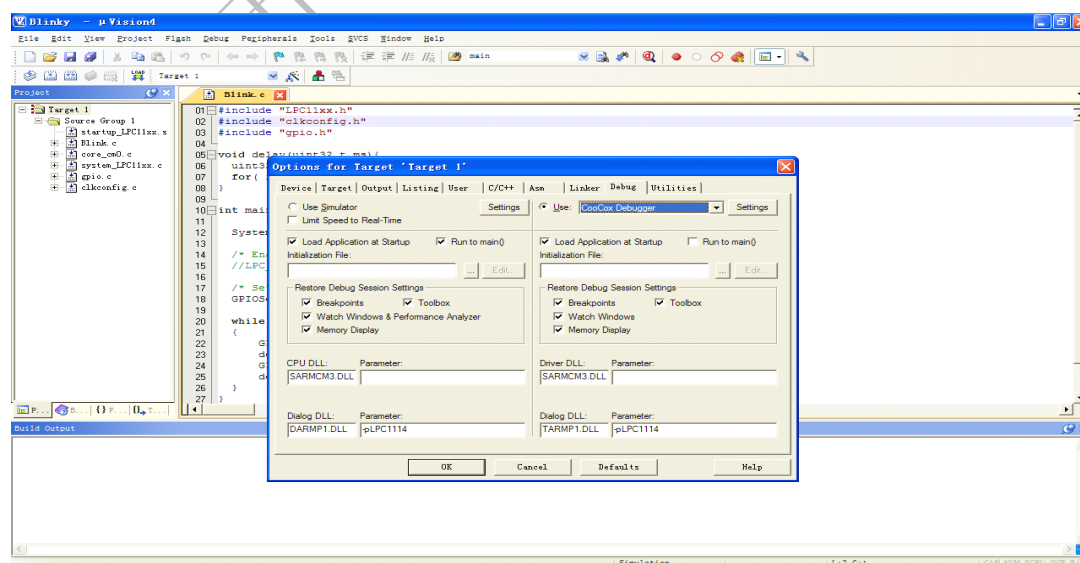 Blinky - μVision4
File Edit View Project Flash Debug Peripherals Tools SVCS Window Help
main
LOAD Target 1
Project
Blink.c
Target 1
Source Group 1
startup_LPC11xx.s
Blink.c
core_cm0.c
system_LPC11xx.c
gpio.c
clkconfig.c
01 #include "LPC11xx.h"
02 #include "clkconfig.h"
03 #include "gpio.h"
04
05 void delay(uint32_t ms){
06 uint3
07 for(
08 }
09
10 int mai
11
12 System
13
14 /* En
15 //LPC_
16
17 /* Se
18 GPIOS
19
20 while
21 {
22 G
23 de
24 G
25 de
26 }
27 }
Options for Target 'Target 1'
Device Target Output Listing User C/C++ Asm Linker Debug Utilities
Use Simulator Settings
Limit Speed to Real-Time
Load Application at Startup Run to main()
Initialization File:
... Edit...
Restore Debug Session Settings
Breakpoints Toolbox
Watch Windows & Performance Analyzer
Memory Display
CPU DLL: Parameter:
SARMCM3.DLL
Dialog DLL: Parameter:
DARMP1.DLL -pLPC1114
Use: CooCox Debugger Settings
Load Application at Startup Run to main()
Initialization File:
... Edit...
Restore Debug Session Settings
Breakpoints Toolbox
Watch Windows
Memory Display
Driver DLL: Parameter:
SARMCM3.DLL
Dialog DLL: Parameter:
TARMP1.DLL -pLPC1114
OK Cancel Defaults Help
P... B... {} F... 0 T...
Build Output
Simulation